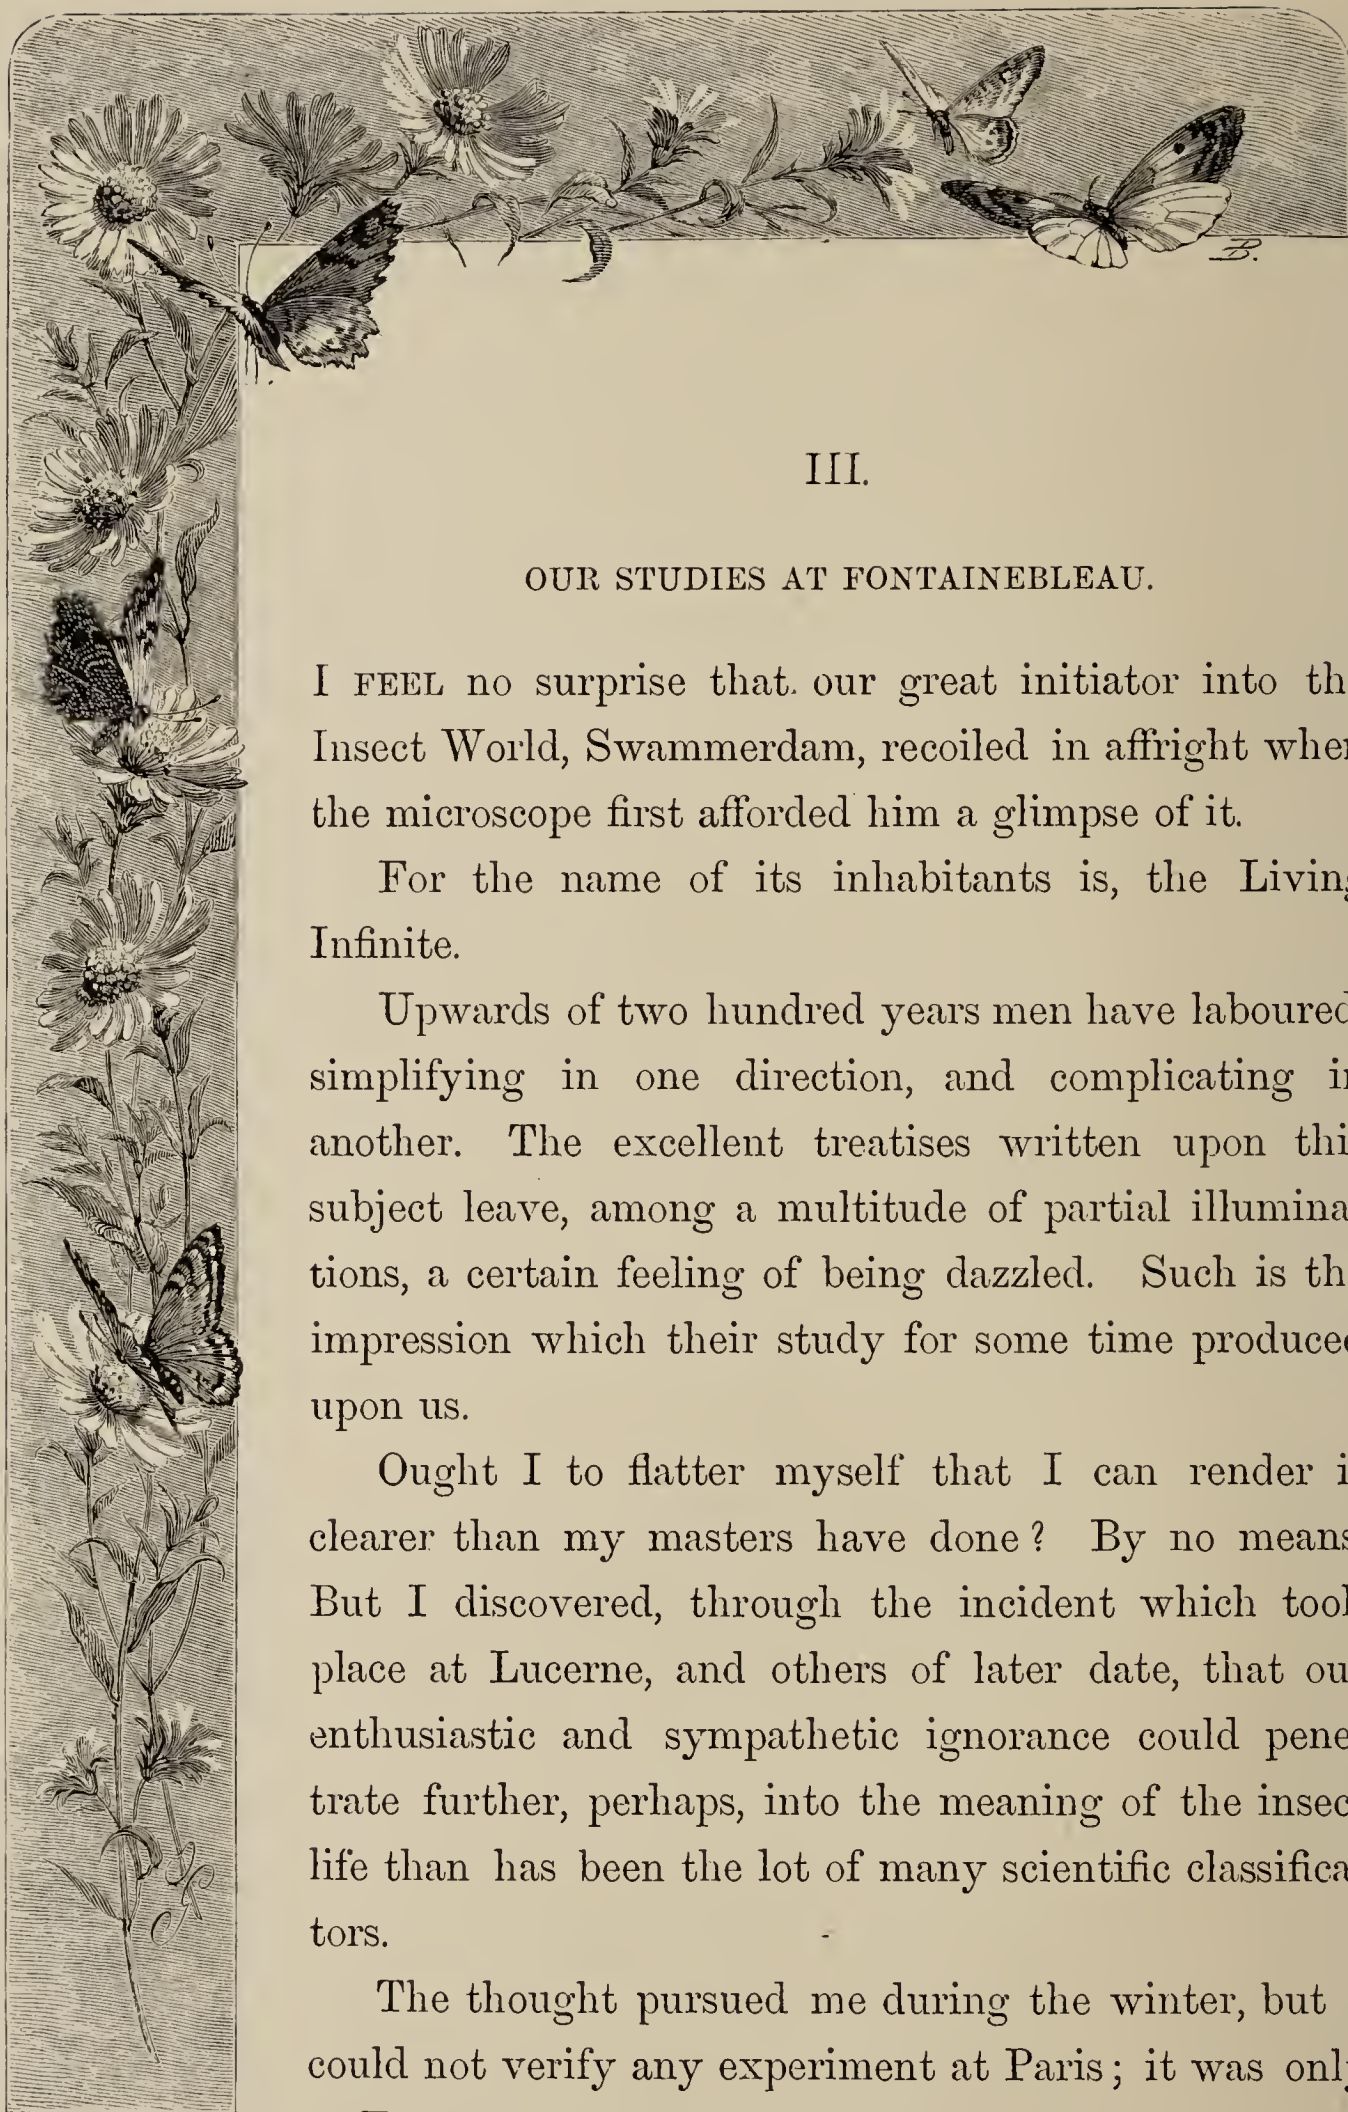 B.
III.
OUR STUDIES AT FONTAINEBLEAU.
I FEEL no surprise that our great initiator into th
Insect World, Swammerdam, recoiled in affright when
the microscope first afforded him a glimpse of it.
For the name of its inhabitants is, the Living
Infinite.
Upwards of two hundred years men have laboured
simplifying in one direction, and complicating in
another. The excellent treatises written upon thi
subject leave, among a multitude of partial illumina
tions, a certain feeling of being dazzled. Such is th
impression which their study for some time produced
upon us.
Ought I to flatter myself that I can render i
clearer than my masters have done? By no means
But I discovered, through the incident which took
place at Lucerne, and others of later date, that ou
enthusiastic and sympathetic ignorance could pene
trate further, perhaps, into the meaning of the insec
life than has been the lot of many scientific classifica
tors.
The thought pursued me during the winter, but
could not verify any experiment at Paris; it was only